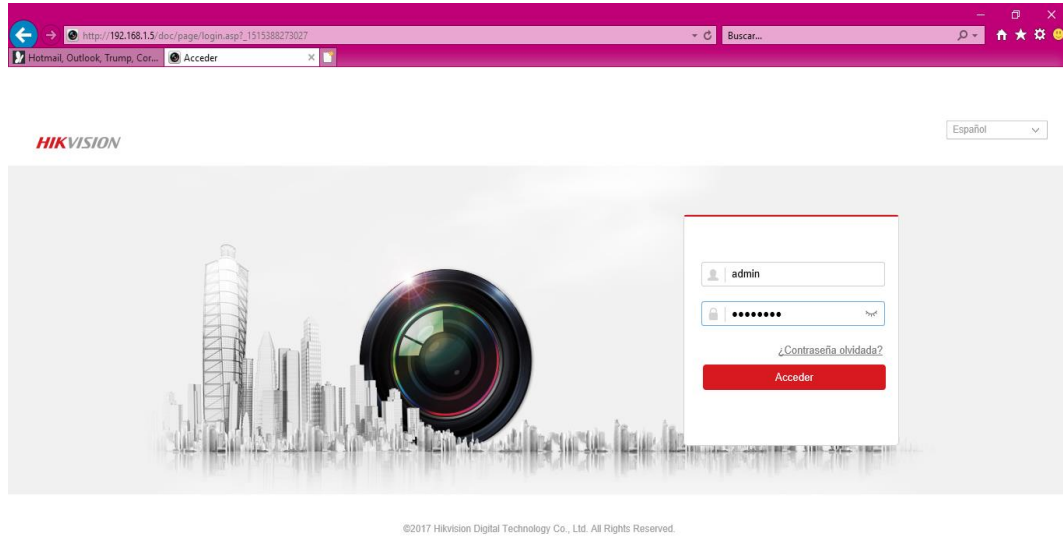 http://192.168.1.5/doc/page/login.asp?_1515388273027
Buscar...
Hotmail, Outlook, Trump, Cor...
Acceder
HIKVISION
Español
admin
¿Contraseña olvidada?
Acceder
©2017 Hikvision Digital Technology Co., Ltd. All Rights Reserved.